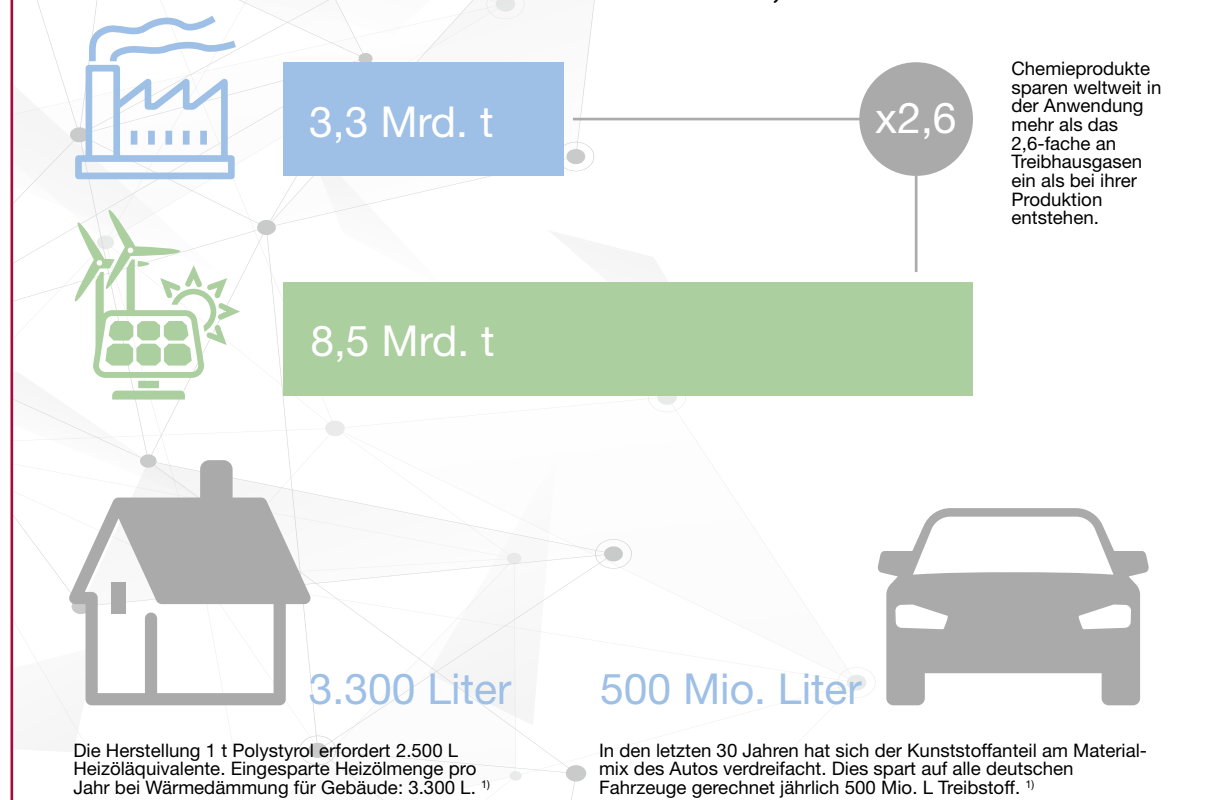 3,3 Mrd. t
x2,6
Chemieprodukte
sparen weltweit in
der Anwendung
mehr als das
2,6-fache an
Treibhausgasen
ein als bei ihrer
Produktion
entstehen.
8,5 Mrd. t
3.300 Liter
Die Herstellung 1 t Polystyrol erfordert 2.500 L
Heizöläquivalente. Eingesparte Heizölmenge pro
Jahr bei Wärmedämmung für Gebäude: 3.300 L. 1)
500 Mio. Liter
In den letzten 30 Jahren hat sich der Kunststoffanteil am Material-
mix des Autos verdreifacht. Dies spart auf alle deutschen
Fahrzeuge gerechnet jährlich 500 Mio. L Treibstoff. 1)